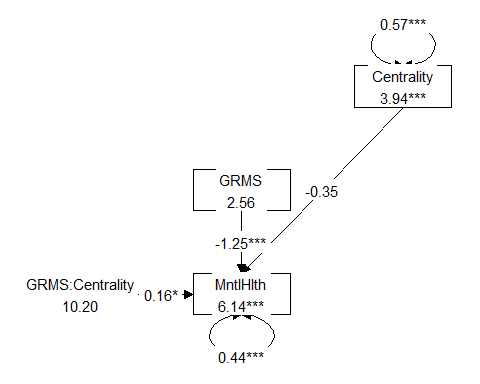 0.57***
Centrality
3.94***
GRMS
2.56
-0.35
-1.25***
GRMS:Centrality
10.20
0.16*
MntlHlth
6.14***
0.44***